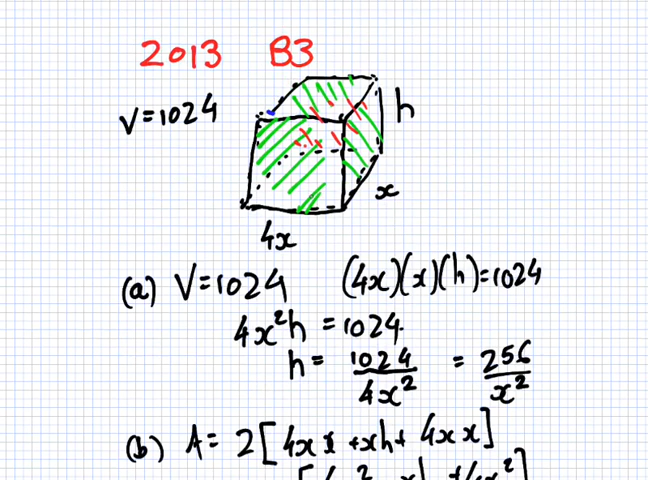 2013 B3
V=1024
h
x
4x
(a) V=1024 (4x)(x)(h)=1024
4x²h = 1024.
h = 1024/4x² = 256/x²
(b) A= 2[4x x +xh+ 4x x]